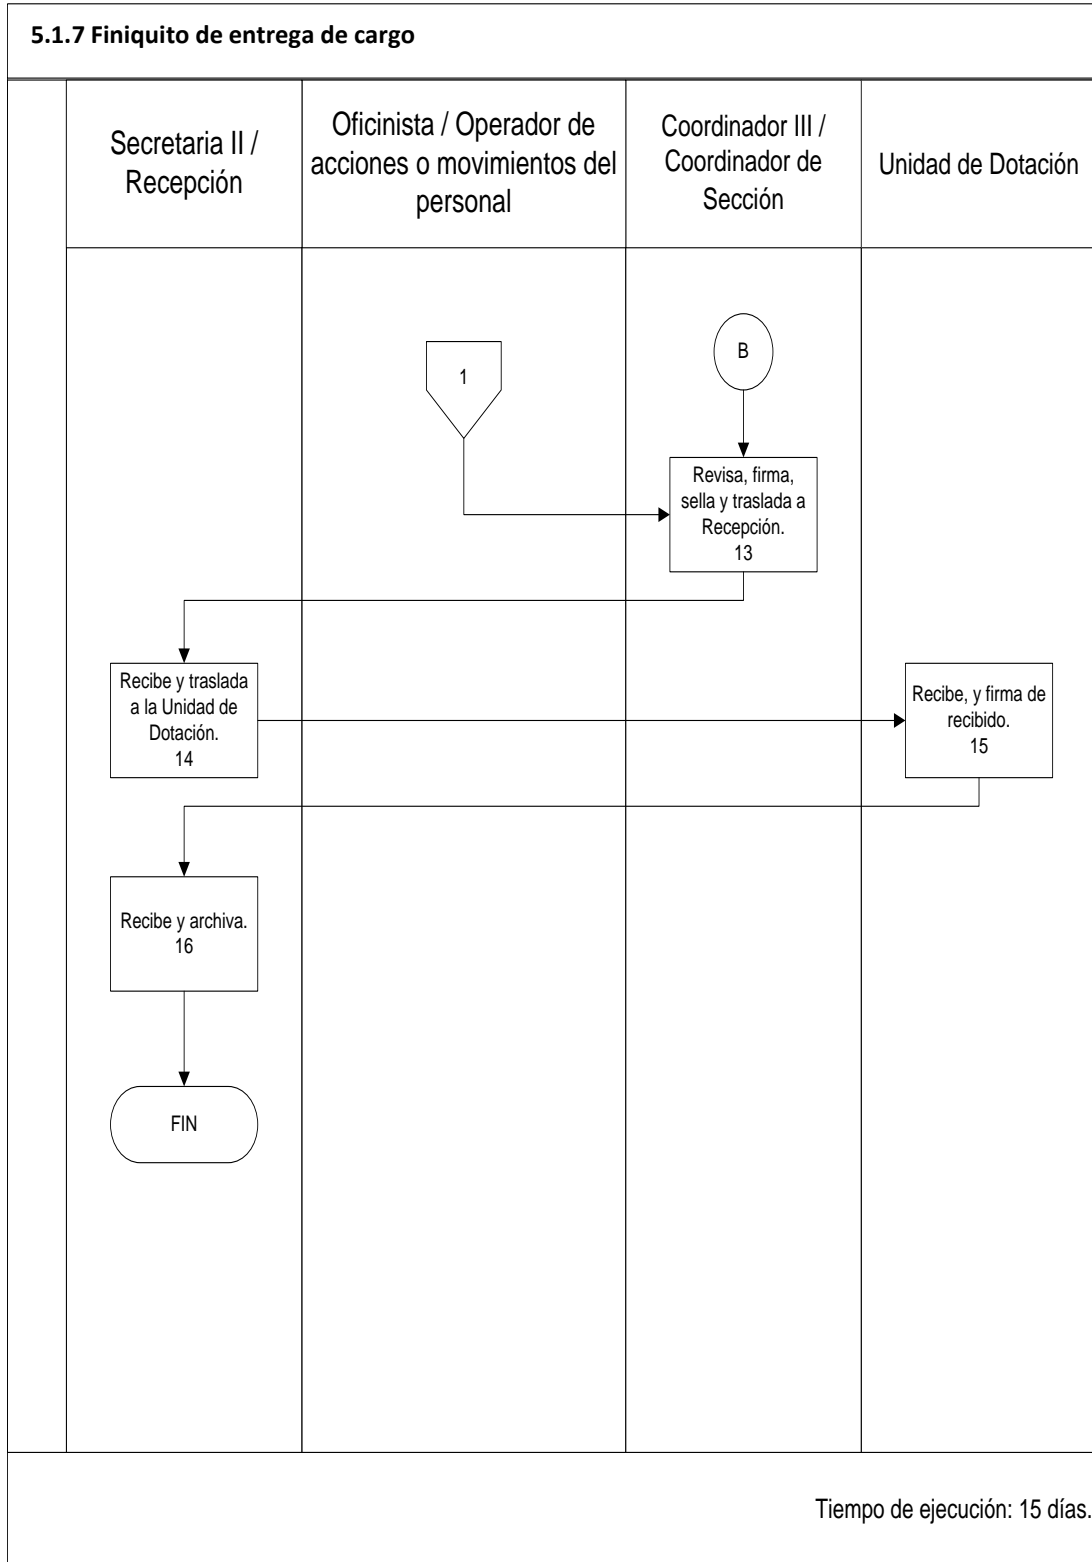 5.1.7 Finiquito de entrega de cargo
Secretaria II /
Recepción
Oficinista / Operador de
acciones o movimientos del
personal
Coordinador III /
Coordinador de
Sección
Unidad de Dotación
1
B
Revisa, firma,
sella y traslada a
Recepción.
13
Recibe y traslada
a la Unidad de
Dotación.
14
Recibe, y firma de
recibido.
15
Recibe y archiva.
16
FIN
Tiempo de ejecución: 15 días.